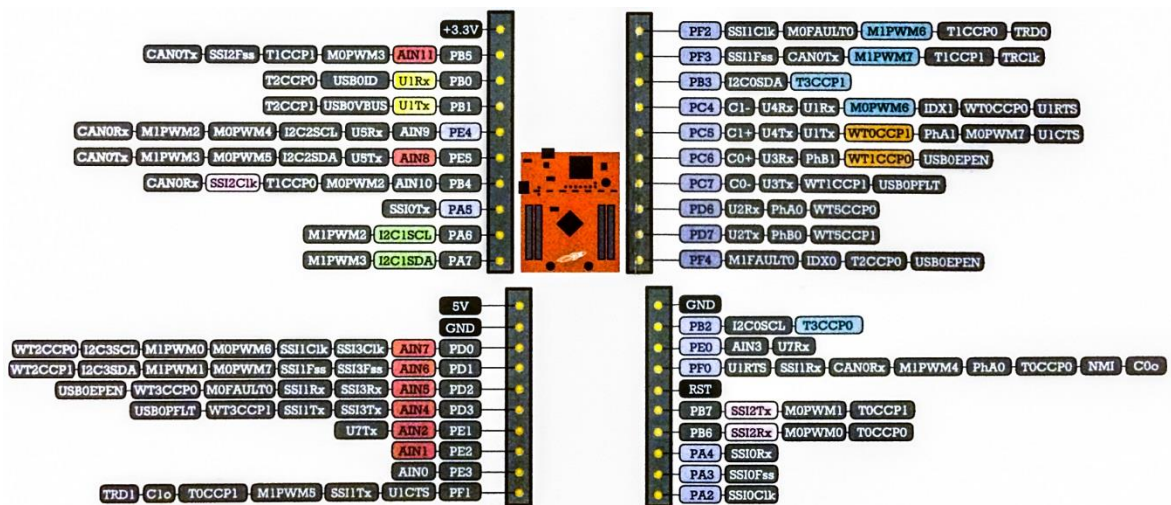 +3.3V
CAN0Tx SSI2Fss T1CCP1 M0PWM3 AIN11 PB5
T2CCP0 USB0ID U1Rx PB0
T2CCP1 USB0VBUS U1Tx PB1
CAN0Rx M1PWM2 M0PWM4 I2C2SCL U5Rx AIN9 PE4
CAN0Tx M1PWM3 M0PWM5 I2C2SDA U5Tx AIN8 PE5
CAN0Rx SSI2Clk T1CCP0 M0PWM2 AIN10 PB4
SSI0Tx PA5
M1PWM2 I2C1SCL PA6
M1PWM3 I2C1SDA PA7
PF2 SSI1Clk M0FAULT0 M1PWM6 T1CCP0 TRD0
PF3 SSI1Fss CAN0Tx M1PWM7 T1CCP1 TRClk
PB3 I2C0SDA T3CCP1
PC4 C1- U4Rx U1Rx M0PWM6 IDX1 WT0CCP0 U1RTS
PC5 C1+ U4Tx U1Tx WT0CCP1 PhA1 M0PWM7 U1CTS
PC6 C0+ U3Rx PhB1 WT1CCP0 USB0EPEN
PC7 C0- U3Tx WT1CCP1 USB0PFLT
PD6 U2Rx PhA0 WT5CCP0
PD7 U2Tx PhB0 WT5CCP1
PF4 M1FAULT0 IDX0 T2CCP0 USB0EPEN
5V
GND
WT2CCP0 I2C3SCL M1PWM0 M0PWM6 SSI1Clk SSI3Clk AIN7 PD0
WT2CCP1 I2C3SDA M1PWM1 M0PWM7 SSI1Fss SSI3Fss AIN6 PD1
USB0EPEN WT3CCP0 M0FAULT0 SSI1Rx SSI3Rx AIN5 PD2
USB0PFLT WT3CCP1 SSI1Tx SSI3Tx AIN4 PD3
U7Tx AIN2 PE1
AIN1 PE2
AIN0 PE3
TRD1 C1o T0CCP1 M1PWM5 SSI1Tx U1CTS PF1
GND
PB2 I2C0SCL T3CCP0
PE0 AIN3 U7Rx
PF0 U1RTS SSI1Rx CAN0Rx M1PWM4 PhA0 T0CCP0 NMI C0o
RST
PB7 SSI2Tx M0PWM1 T0CCP1
PB6 SSI2Rx M0PWM0 T0CCP0
PA4 SSI0Rx
PA3 SSI0Fss
PA2 SSI0Clk